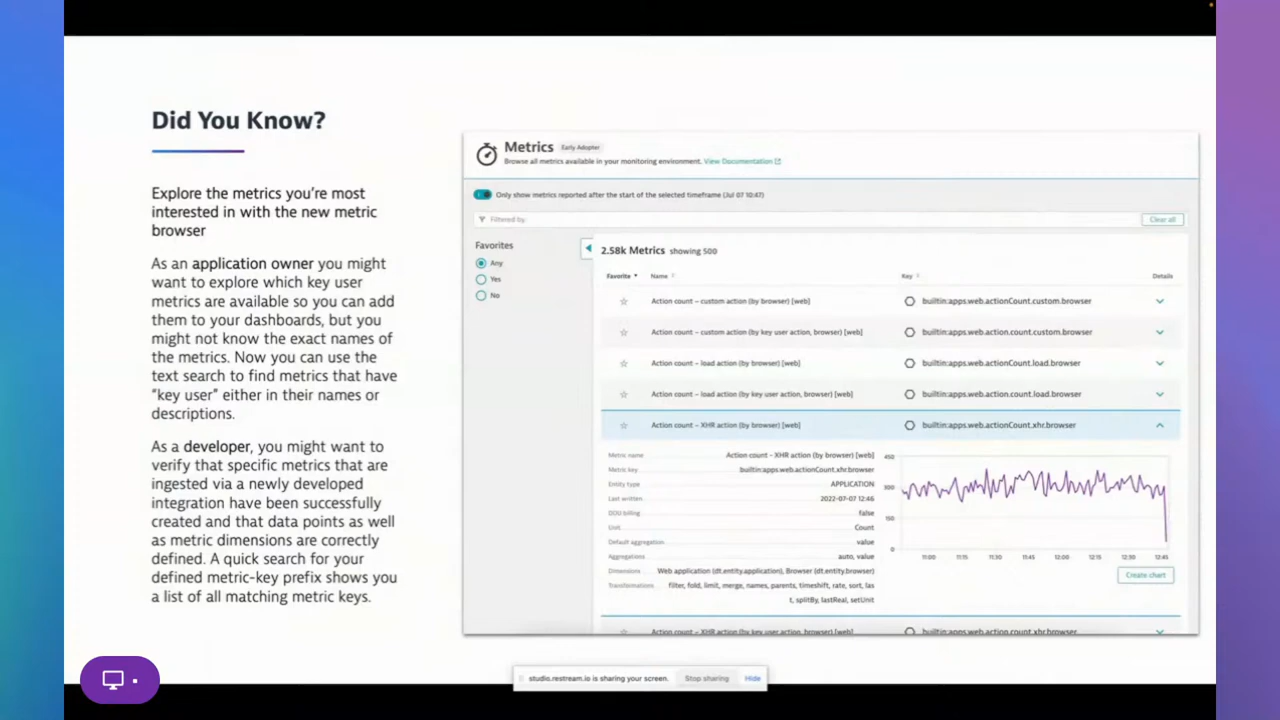 Did You Know?
Explore the metrics you're most
interested in with the new metric
browser
As an application owner you might
want to explore which key user
metrics are available so you can add
them to your dashboards, but you
might not know the exact names of
the metrics. Now you can use the
text search to find metrics that have
“key user” either in their names or
descriptions.
As a developer, you might want to
verify that specific metrics that are
ingested via a newly developed
integration have been successfully
created and that data points as well
as metric dimensions are correctly
defined. A quick search for your
defined metric-key prefix shows you
a list of all matching metric keys.
Metrics Early Adopter
Browse all metrics available in your monitoring environment. View Documentation
Only show metrics reported after the start of the selected timeframe (Jul 07 10:47)
Filtered by Clear all
Favorites
Any
Yes
No
2.58k Metrics showing 500
Favorite Name Key Details
Action count – custom action (by browser) [web] builtin:apps.web.actionCount.custom.browser
Action count – custom action (by key user action, browser) [web] builtin:apps.web.action.count.custom.browser
Action count – load action (by browser) [web] builtin:apps.web.actionCount.load.browser
Action count – load action (by key user action, browser) [web] builtin:apps.web.action.count.load.browser
Action count – XHR action (by browser) [web] builtin:apps.web.actionCount.xhr.browser
Metric name Action count - XHR action (by browser) [web]
Metric key builtin:apps.web.actionCount.xhr.browser
Entity type APPLICATION
Last written 2022-07-07 12:46
DDU billing false
Unit Count
Default aggregation value
Aggregations auto, value
Dimensions Web application (dt.entity.application), Browser (dt.entity.browser)
Transformations filter, fold, limit, merge, names, parents, timeshift, rate, sort, las
t, splitBy, lastReal, setUnit
450
300
150
0
11:00 11:15 11:30 11:45 12:00 12:15 12:30 12:45
Create chart
Action count – XHR action (by key user action, browser) [web] builtin:apps.web.action.count.xhr.browser
studio.restream.io is sharing your screen. Stop sharing Hide